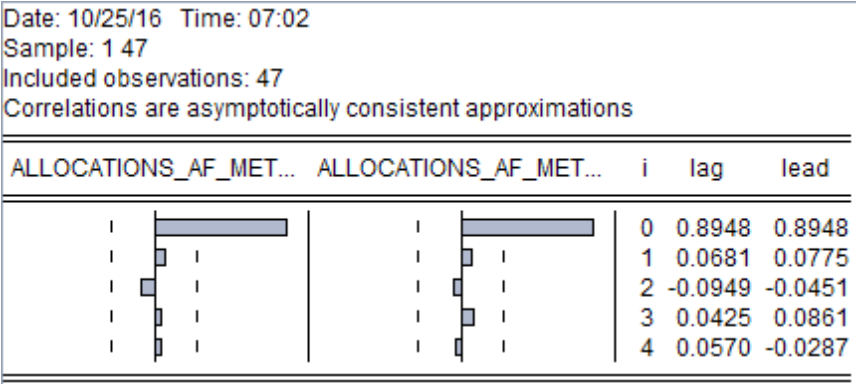 Date: 10/25/16 Time: 07:02
Sample: 1 47
Included observations: 47
Correlations are asymptotically consistent approximations
ALLOCATIONS_AF_MET... ALLOCATIONS_AF_MET... i lag lead
0 0.8948 0.8948
1 0.0681 0.0775
2 -0.0949 -0.0451
3 0.0425 0.0861
4 0.0570 -0.0287